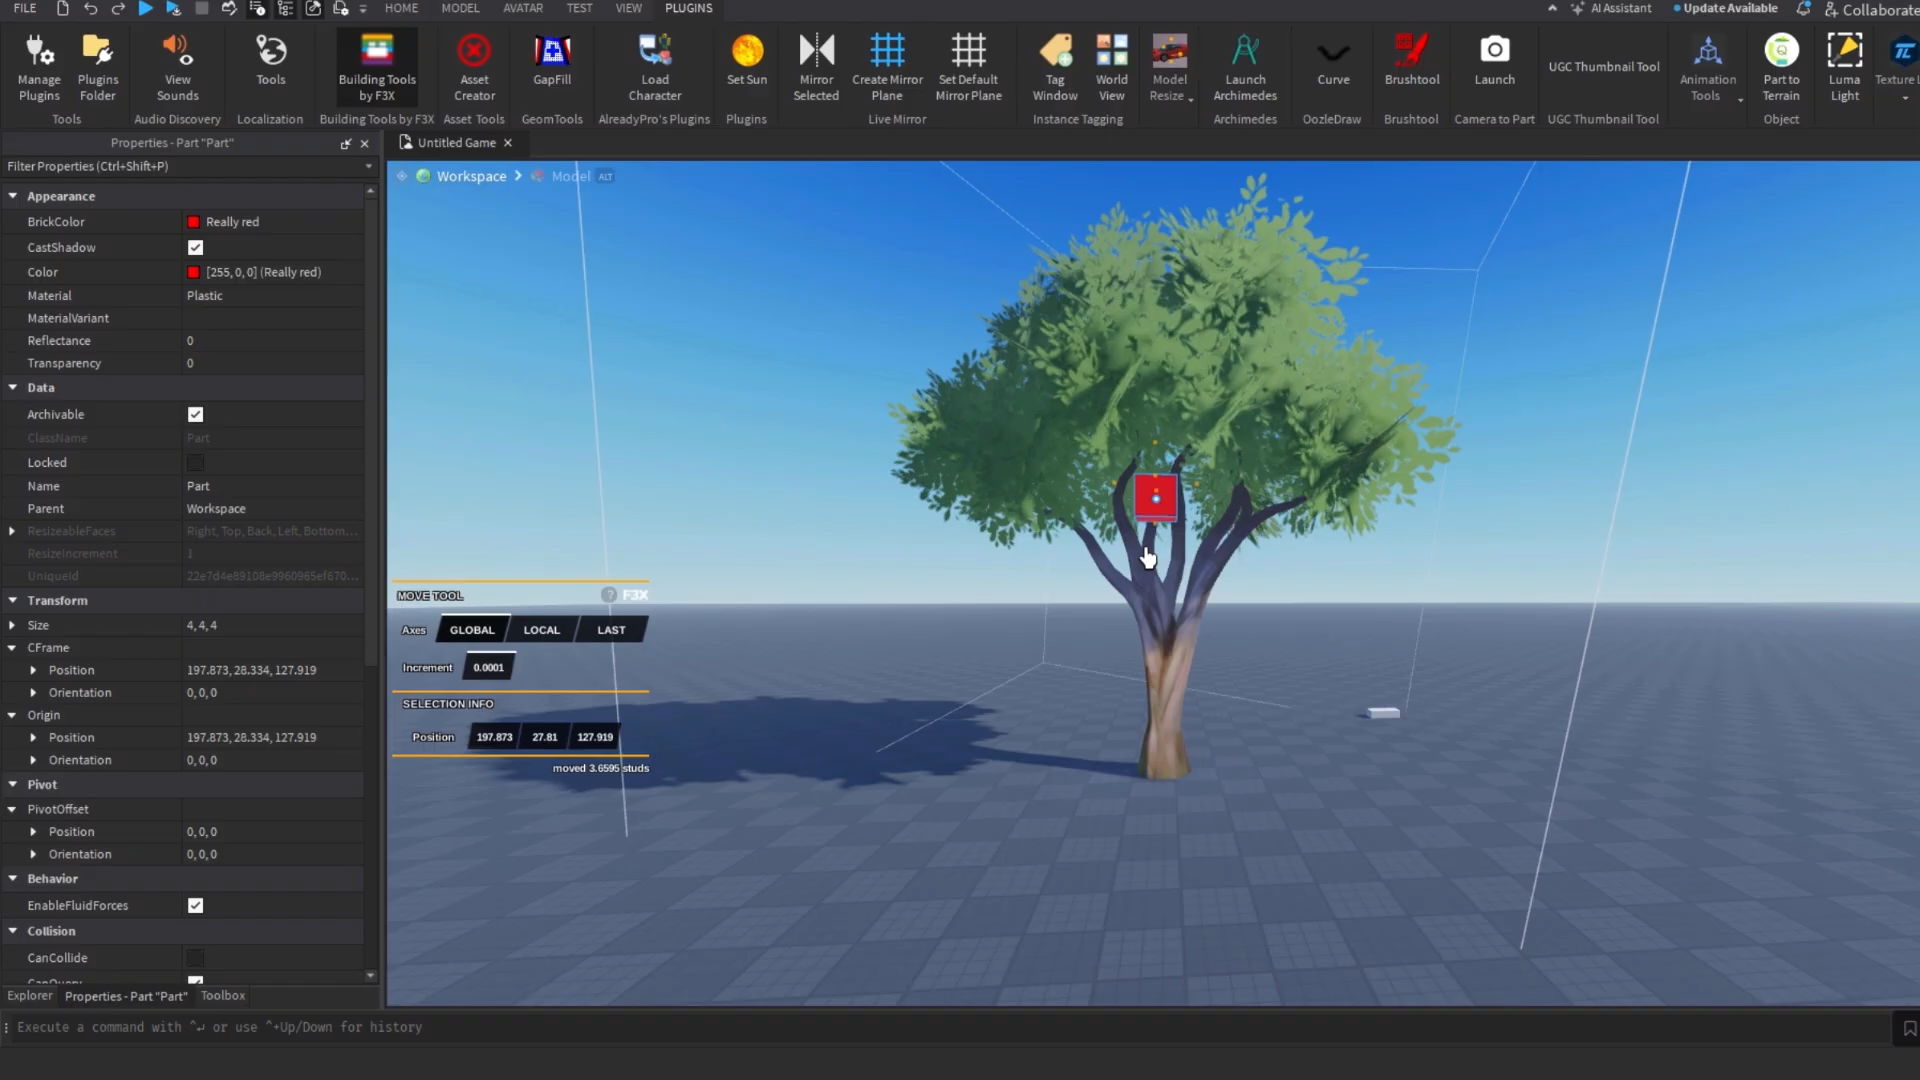 FILE HOME MODEL AVATAR TEST VIEW PLUGINS AI Assistant Update Available Collaborate
Manage Plugins
Plugins Folder
View Sounds
Tools
Building Tools by F3X
Asset Creator
GapFill
Load Character
Set Sun
Mirror Selected
Create Mirror Plane
Set Default Mirror Plane
Tag Window
World View
Model Resize
Launch Archimedes
Curve
Brushtool
Launch
UGC Thumbnail Tool
Animation Tools
Part to Terrain
Luma Light
Texture
Tools Audio Discovery Localization Building Tools by F3X Asset Tools GeomTools AlreadyPro's Plugins Plugins Live Mirror Instance Tagging Archimedes OozleDraw Brushtool Camera to Part UGC Thumbnail Tool Object
Properties - Part "Part"
Filter Properties (Ctrl+Shift+P)
Appearance
BrickColor Really red
CastShadow
Color [255, 0, 0] (Really red)
Material Plastic
MaterialVariant
Reflectance 0
Transparency 0
Data
Archivable
ClassName Part
Locked
Name Part
Parent Workspace
ResizeableFaces Right, Top, Back, Left, Bottom...
ResizeIncrement 1
UniqueId 22e7d4e89108e9960965ef670...
Transform
Size 4, 4, 4
CFrame
Position 197.873, 28.334, 127.919
Orientation 0, 0, 0
Origin
Position 197.873, 28.334, 127.919
Orientation 0, 0, 0
Pivot
PivotOffset
Position 0, 0, 0
Orientation 0, 0, 0
Behavior
EnableFluidForces
Collision
CanCollide
CanQuery
Explorer Properties - Part "Part" Toolbox
Untitled Game
Workspace Model ALT
MOVE TOOL ? F3X
Axes GLOBAL LOCAL LAST
Increment 0.0001
SELECTION INFO
Position 197.873 27.81 127.919
moved 3.6595 studs
Execute a command with ^↵ or use ^+Up/Down for history